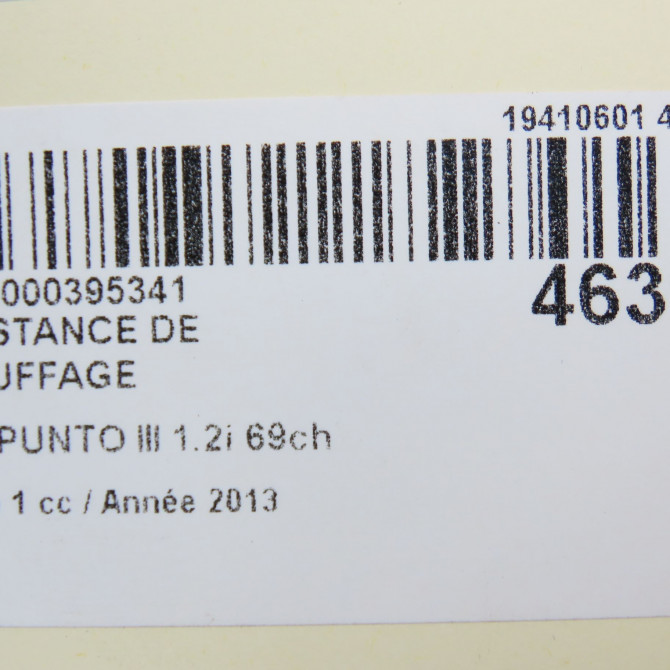 19410601 4
000395341
463
STANCE DE
UFFAGE
PUNTO III 1.2i 69ch
1 cc / Année 2013